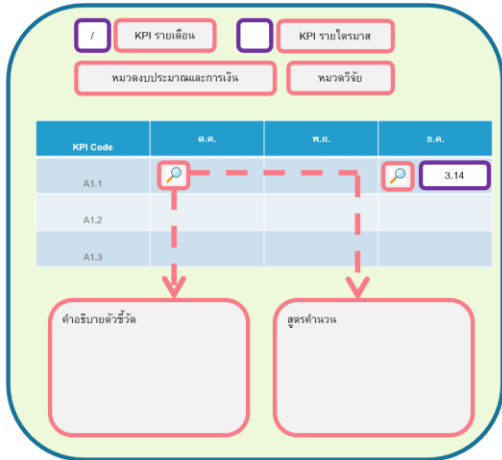 / KPI รายเดือน KPI รายไตรมาส
หมวดงบประมาณและการเงิน หมวดวิจัย
KPI Code ต.ค. พ.ย. ธ.ค.
A1.1 3.14
A1.2
A1.3
คำอธิบายตัวชี้วัด สูตรคำนวน